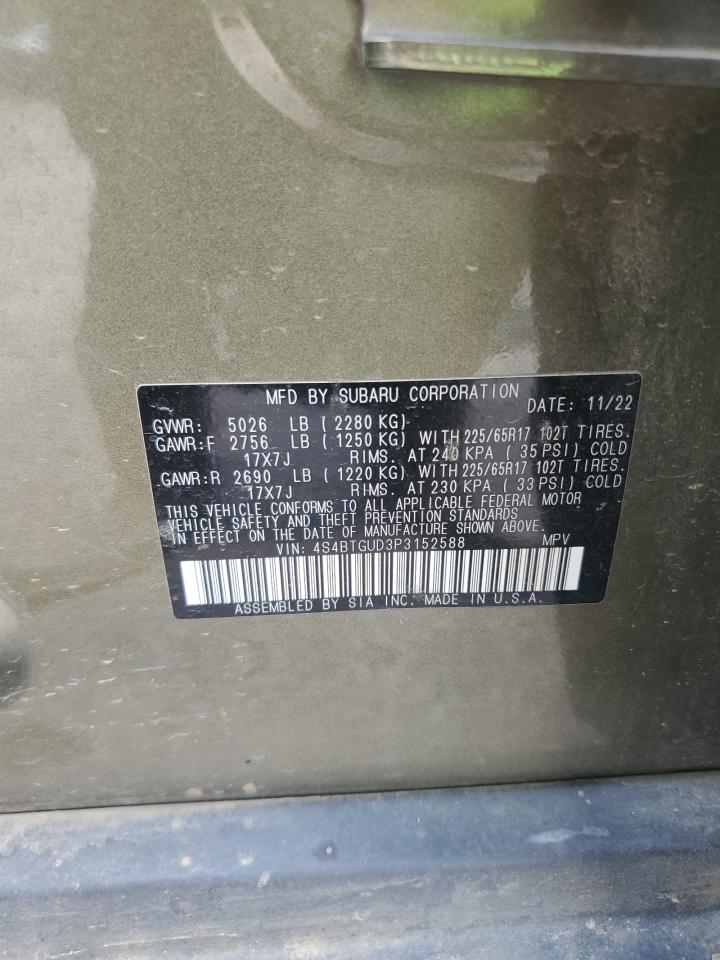 MFD BY SUBARU CORPORATION DATE: 11/22
GVWR: 5026 LB ( 2280 KG)
GAWR:F 2756 LB ( 1250 KG) WITH 225/65R17 102T TIRES.
17X7J RIMS. AT 240 KPA ( 35 PSI) COLD
GAWR:R 2690 LB ( 1220 KG) WITH 225/65R17 102T TIRES.
17X7J RIMS. AT 230 KPA ( 33 PSI) COLD
THIS VEHICLE CONFORMS TO ALL APPLICABLE FEDERAL MOTOR
VEHICLE SAFETY AND THEFT PREVENTION STANDARDS
IN EFFECT ON THE DATE OF MANUFACTURE SHOWN ABOVE.
VIN: 4S4BTGUD3P3152588 MPV
ASSEMBLED BY SIA INC. MADE IN U.S.A.